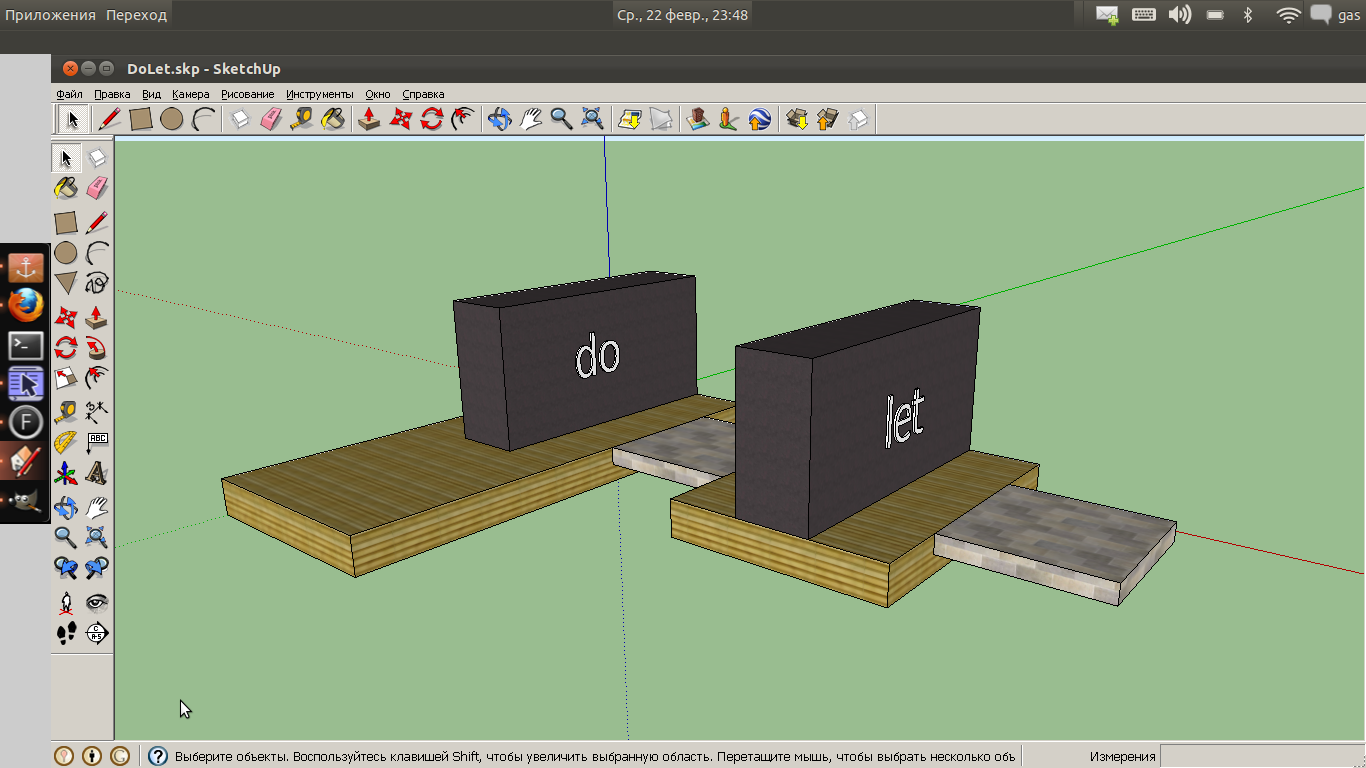 Приложения Переход
Ср., 22 февр., 23:48
gas
DoLet.skp - SketchUp
Файл Правка Вид Камера Рисование Инструменты Окно Справка
do
let
ABC
Выберите объекты. Воспользуйтесь клавишей Shift, чтобы увеличить выбранную область. Перетащите мышь, чтобы выбрать несколько объ
Измерения